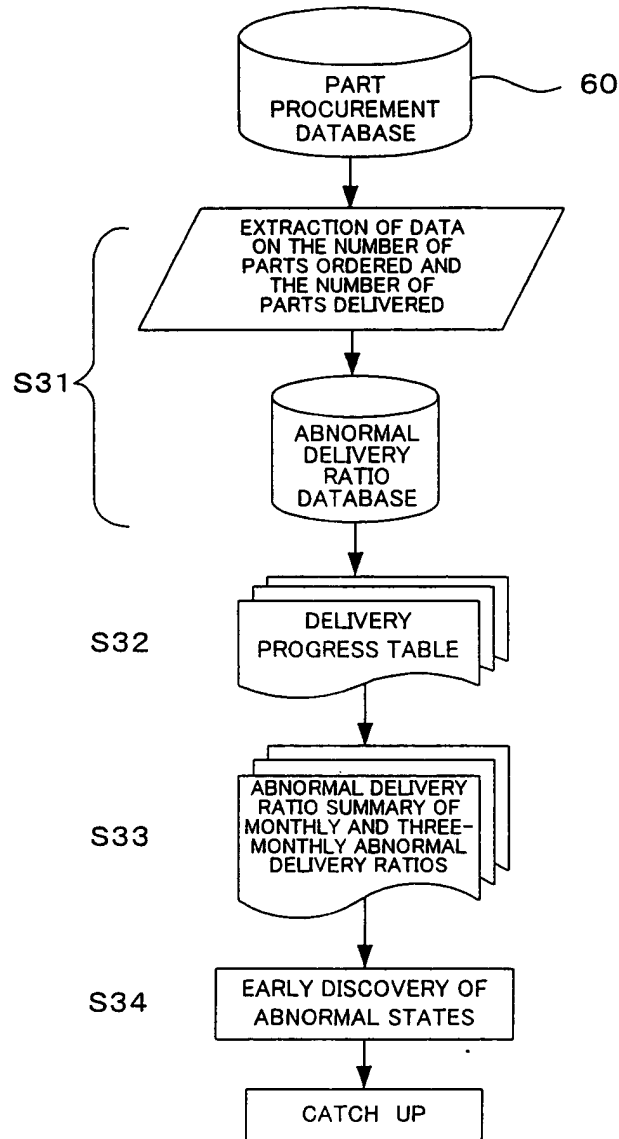 PART
PROCUREMENT
DATABASE
60
EXTRACTION OF DATA
ON THE NUMBER OF
PARTS ORDERED AND
THE NUMBER OF
PARTS DELIVERED
S31
ABNORMAL
DELIVERY
RATIO
DATABASE
S32
DELIVERY
PROGRESS TABLE
S33
ABNORMAL DELIVERY
RATIO SUMMARY OF
MONTHLY AND THREE-
MONTHLY ABNORMAL
DELIVERY RATIOS
S34
EARLY DISCOVERY OF
ABNORMAL STATES
CATCH UP